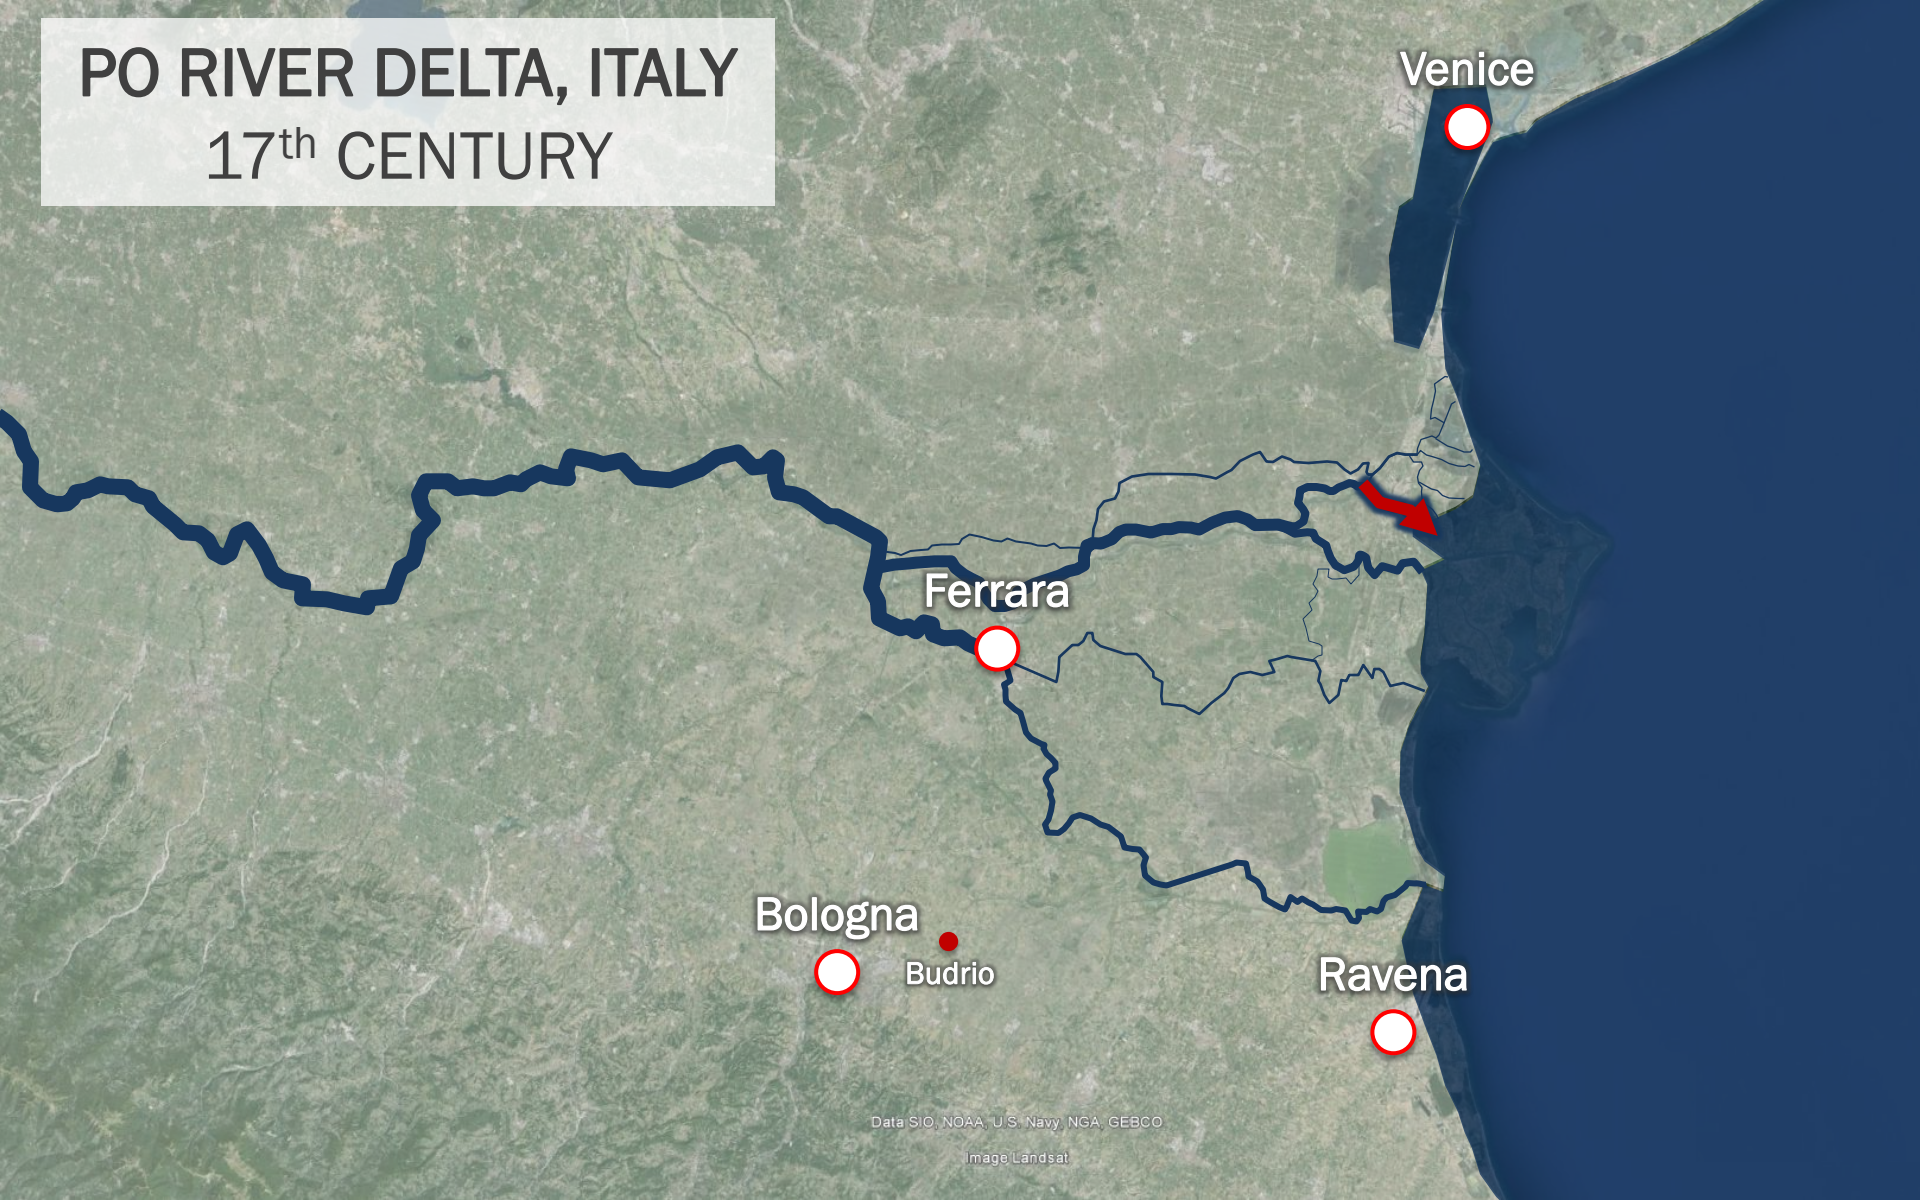 PO RIVER DELTA, ITALY
17th CENTURY
Venice
Ferrara
Bologna
Budrio
Ravena
Data SIO, NOAA, U.S. Navy, NGA, GEBCO
Image Landsat